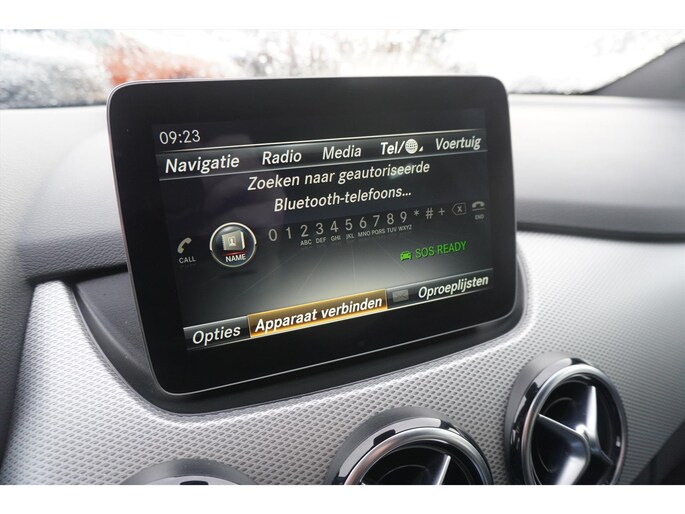 09:23
Navigatie Radio Media Tel/ Voertuig
Zoeken naar geautoriseerde
Bluetooth-telefoons...
0 1 2 3 4 5 6 7 8 9 * # +
ABC DEF GHI JKL MNO PQRS TUV WXYZ
CALL NAME END
SOS READY
Opties Apparaat verbinden Oproeplijsten